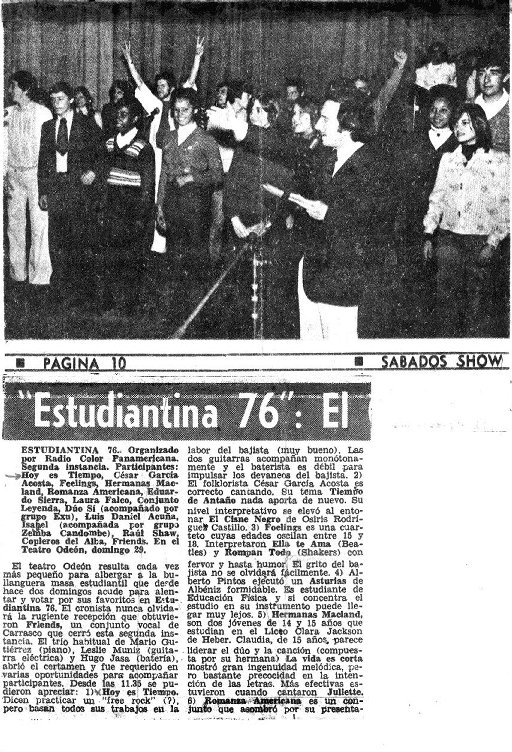 PAGINA 10
SABADOS SHOW
"Estudiantina 76": El
ESTUDIANTINA 76. Organizado
por Radio Color Panamericana.
Segunda instancia. Participantes:
Hoy es Tiempo, César García
Acosta, Feelings, Hermanas Mac-
land, Romanza Americana, Eduar-
do Sierra, Laura Falco, Conjunto
Leyenda, Dúo Sí (acompañado por
grupo Exu), Luis Daniel Acuña,
Isabel (acompañada por grupo
Zemba Candombe), Raúl Shaw,
Copleros del Alba, Friends. En el
Teatro Odeón, domingo 29.
El teatro Odeón resulta cada vez
más pequeño para albergar a la bu-
llanguera masa estudiantil que desde
hace dos domingos acude para alen-
tar y votar por sus favoritos en Estu-
diantina 76. El cronista nunca olvida-
rá la rugiente recepción que obtuvie-
ron Friends, un conjunto vocal de
Carrasco que cerró esta segunda ins-
tancia. El trío habitual de Mario Gu-
tiérrez (piano), Leslie Muniz (guita-
rra eléctrica) y Hugo Jasa (batería),
abrió el certamen y fue requerido en
varias oportunidades para acompañar
participantes. Desde las 11.35 se pu-
dieron apreciar: 1) Hoy es Tiempo.
Dicen practicar un "free rock" (?),
pero basan todos sus trabajos en la
labor del bajista (muy bueno). Las
dos guitarras acompañan monótona-
mente y el baterista es débil para
impulsar los devaneos del bajista. 2)
El folklorista César García Acosta es
correcto cantando. Su tema Tiempo
de Antaño nada aporta de nuevo. Su
nivel interpretativo se elevó al ento-
nar El Cisne Negro de Osiris Rodrí-
guez Castillo. 3) Feelings es una cuar-
teto cuyas edades oscilan entre 15 y
18. Interpretaron Ella te Ama (Bea-
tles) y Rompan Todo (Shakers) con
fervor y hasta humor. El grito del ba-
jista no se olvidará fácilmente. 4) Al-
berto Pintos ejecutó un Asturias de
Albéniz formidable. Es estudiante de
Educación Física y si concentra el
estudio en su instrumento puede lle-
gar muy lejos. 5) Hermanas Macland,
son dos jóvenes de 14 y 15 años que
estudian en el Liceo Clara Jackson
de Heber. Claudia, de 15 años, parece
liderar el dúo y la canción (compues-
ta por su hermana) La vida es corta
mostró gran ingenuidad melódica, pe-
ro bastante precocidad en la inten-
ción de las letras. Más efectivas es-
tuvieron cuando cantaron Juliette.
6) Romanza Americana es un con-
junto que asombró por su presenta-